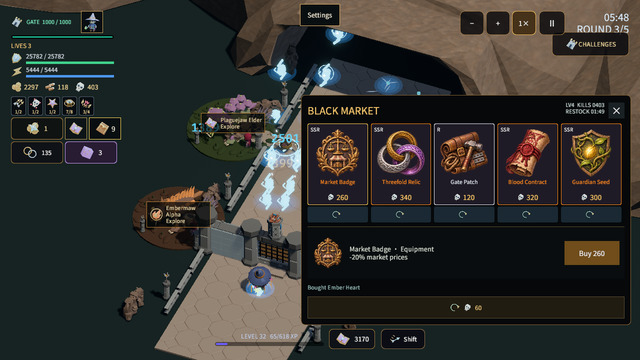 GATE 1000 / 1000
Settings
− + 1× II
05:48
ROUND 3/5
CHALLENGES
LIVES 3
25782 / 25782
5444 / 5444
2297 118 403
1/2 1/2 1/2 7/8 3/4
1 9
135 3
Plaguejaw Elder
Explore
Embermaw
Alpha
Explore
BLACK MARKET
LV4 KILLS 0403
RESTOCK 01:49
SSR SSR R SSR SSR
Market Badge Threefold Relic Gate Patch Blood Contract Guardian Seed
260 340 120 320 300
Market Badge • Equipment
-20% market prices
Buy 260
Bought Ember Heart
60
LEVEL 32 65/618 XP
3170 Shift